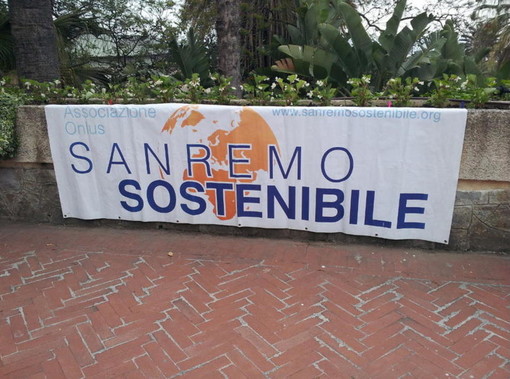 Associazione
Onlus
www.sanremosostenibile.org
SANREMO
SOSTENIBILE